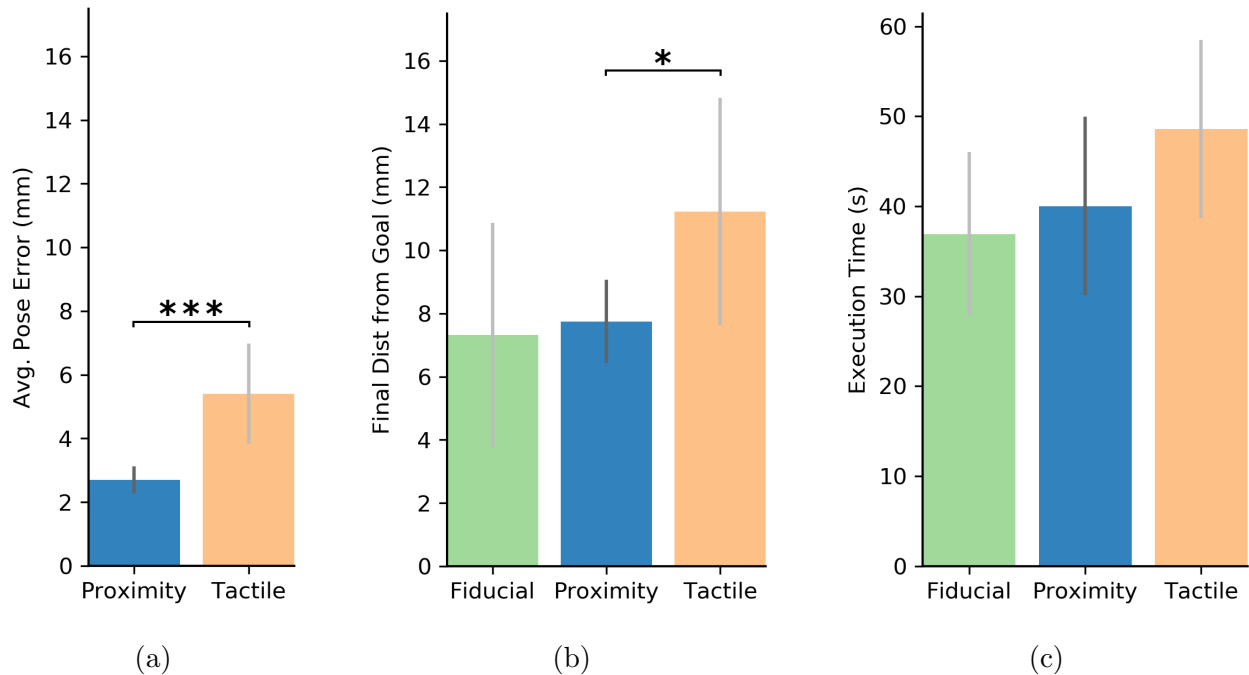 Avg. Pose Error (mm)
16
14
12
10
8
6
4
2
0
***
Proximity
Tactile
(a)
Final Dist from Goal (mm)
16
14
12
10
8
6
4
2
0
*
Fiducial
Proximity
Tactile
(b)
Execution Time (s)
60
50
40
30
20
10
0
Fiducial
Proximity
Tactile
(c)